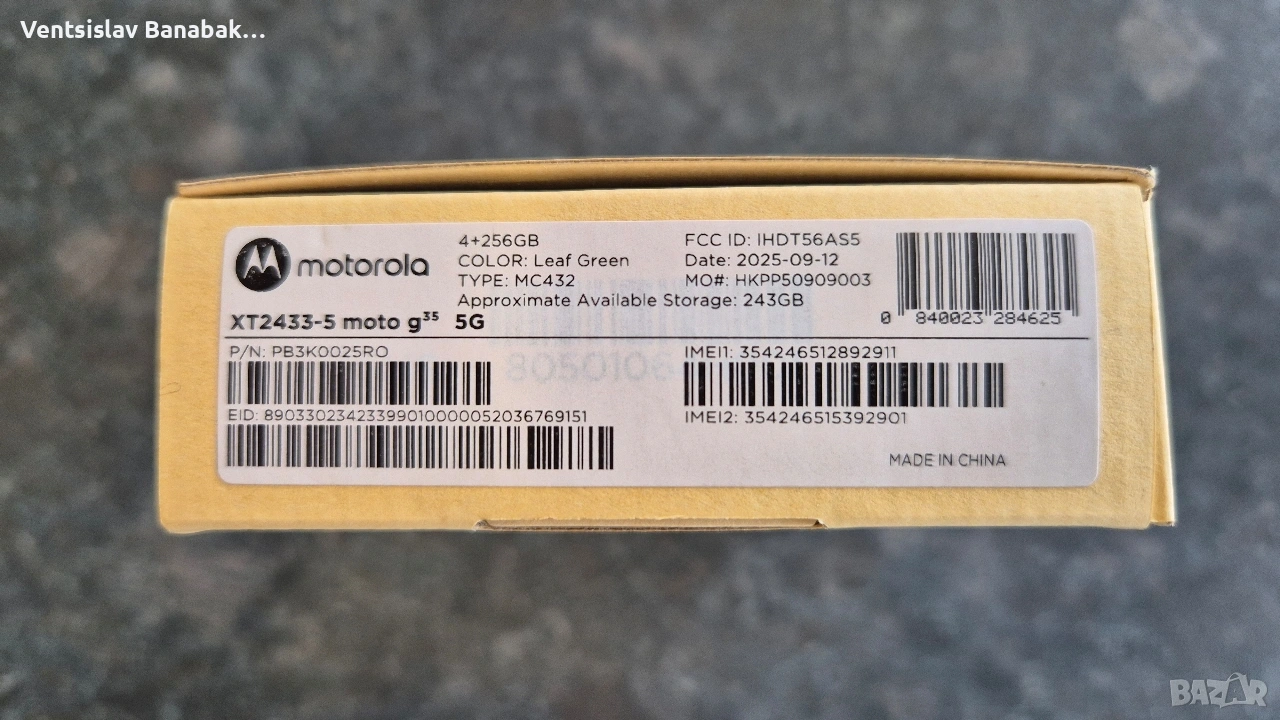 Ventsislav Banabak...
motorola
4+256GB
COLOR: Leaf Green
TYPE: MC432
Approximate Available Storage: 243GB
FCC ID: IHDT56AS5
Date: 2025-09-12
MO#: HKPP50909003
0 840023 284625
XT2433-5 moto g35 5G
P/N: PB3K0025RO
EID: 89033023423399010000052036769151
IMEI1: 354246512892911
IMEI2: 354246515392901
MADE IN CHINA
BAZAR